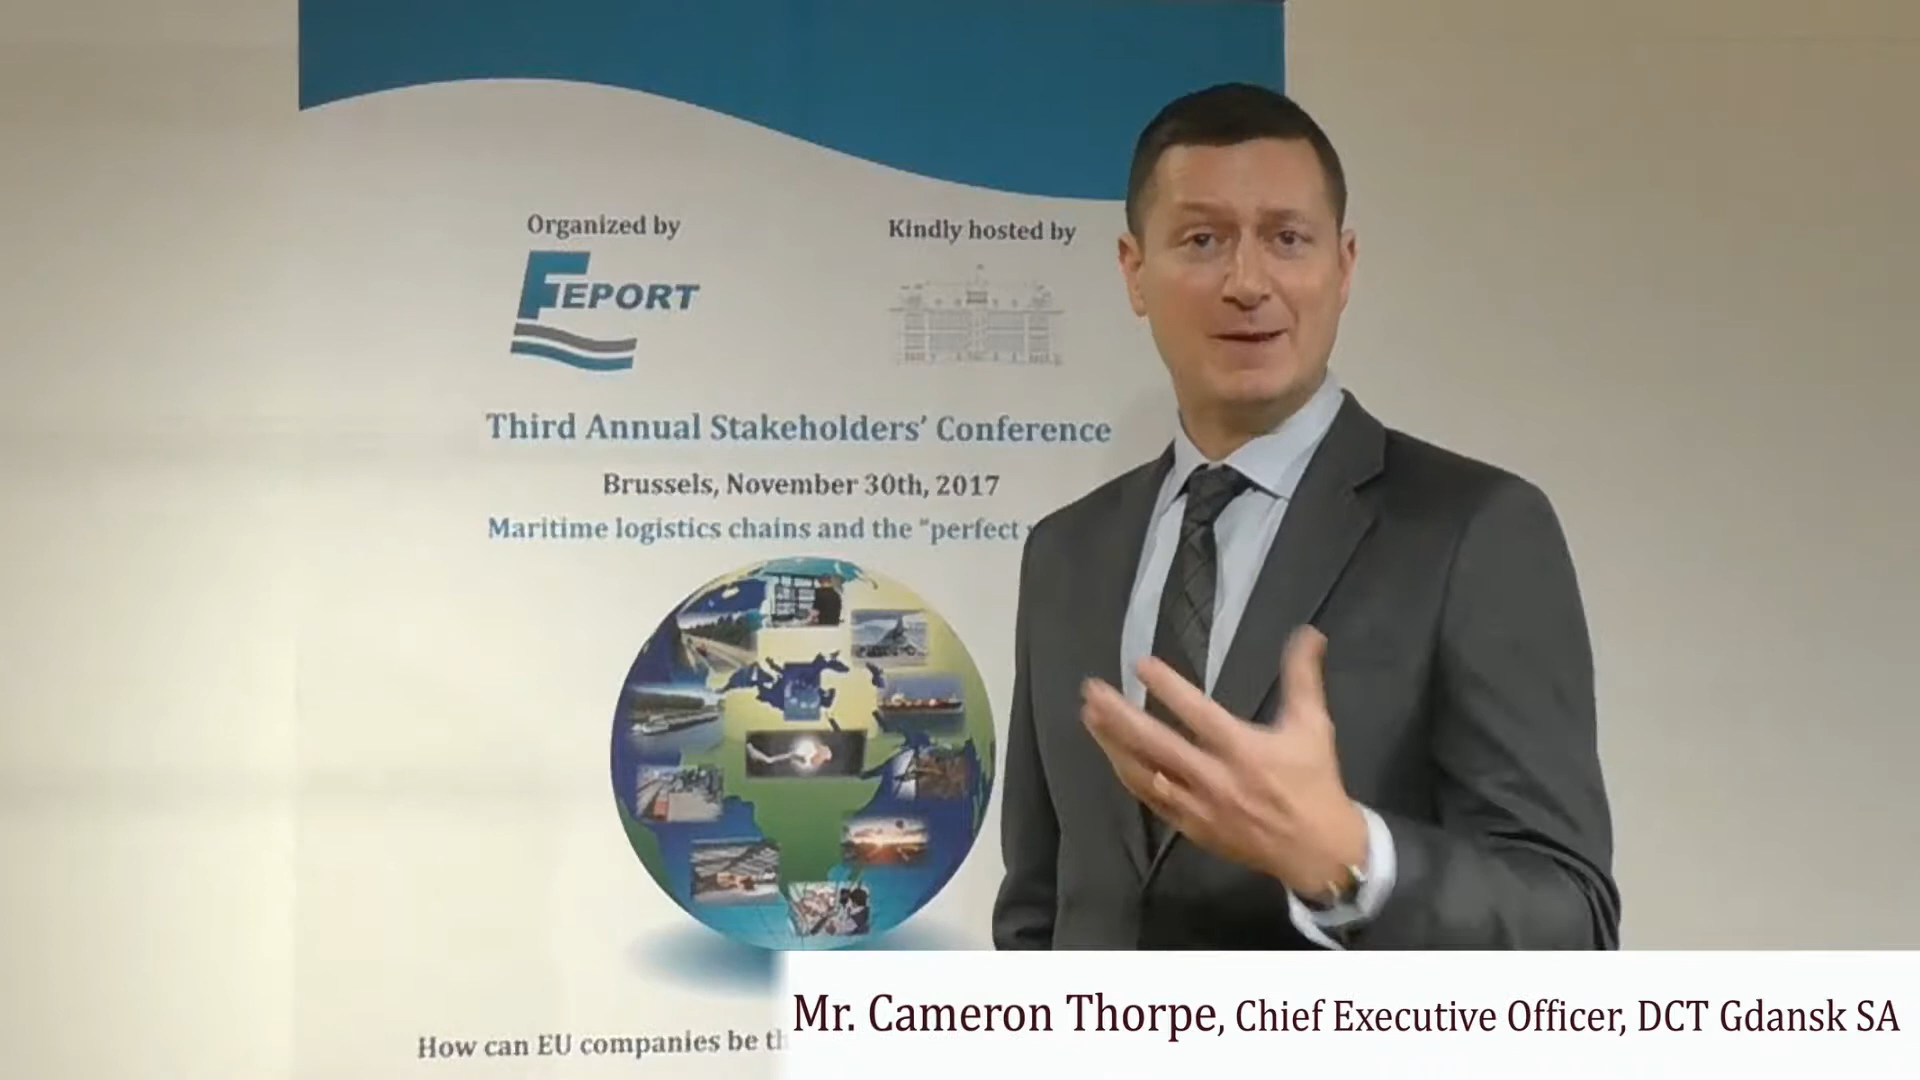 Organized by
Kindly hosted by
FEPORT
Third Annual Stakeholders' Conference
Brussels, November 30th, 2017
Maritime logistics chains and the "perfect
How can EU companies be
Mr. Cameron Thorpe, Chief Executive Officer, DCT Gdansk SA